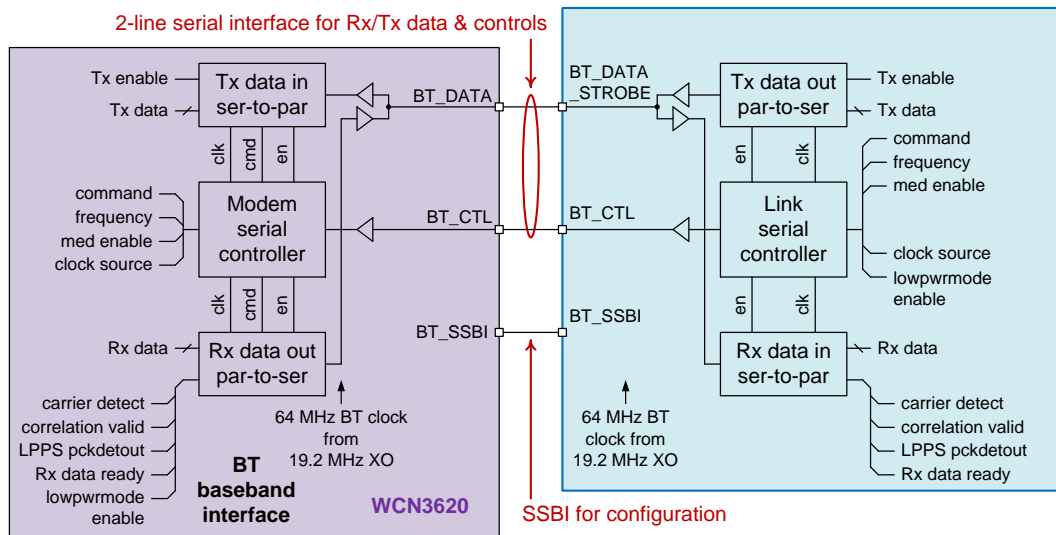 2-line serial interface for Rx/Tx data & controls
Tx enable
Tx data
Tx data in
ser-to-par
BT_DATA
clk
cmd
en
command
frequency
med enable
clock source
Modem
serial
controller
BT_CTL
clk
cmd
en
BT_SSBI
Rx data
Rx data out
par-to-ser
carrier detect
correlation valid
LPPS pckdetout
Rx data ready
lowpwrmode
enable
64 MHz BT clock
from
19.2 MHz XO
BT
baseband
interface
WCN3620
BT_DATA
_STROBE
Tx data out
par-to-ser
Tx enable
Tx data
en
clk
command
frequency
med enable
BT_CTL
Link
serial
controller
clock source
lowpwrmode
enable
en
clk
BT_SSBI
Rx data in
ser-to-par
Rx data
64 MHz BT
clock from
19.2 MHz XO
carrier detect
correlation valid
LPPS pckdetout
Rx data ready
SSBI for configuration